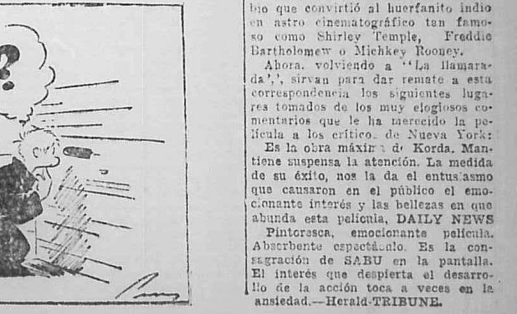 bio que convirtió al huerfanito indio
en astro cinematográfico tan famo-
so como Shirley Temple, Freddie
Bartholomew o Michkey Rooney.
Ahora, volviendo a "La llamara-
da", sirvan para dar remate a esta
correspondencia los siguientes luga-
res tomados de los muy elogiosos co-
mentarios que le ha merecido la pe-
lícula a los críticos de Nueva York:
Es la obra máxima de Korda. Man-
tiene suspensa la atención. La medida
de su éxito, nos la da el entusiasmo
que causaron en el público el emo-
cionante interés y las bellezas en que
abunda esta película, DAILY NEWS
Pintoresca, emocionante película.
Absorbente espectáculo. Es la con-
sagración de SABU en la pantalla.
El interés que despierta el desarro-
llo de la acción toca a veces en la
ansiedad.—Herald-TRIBUNE.